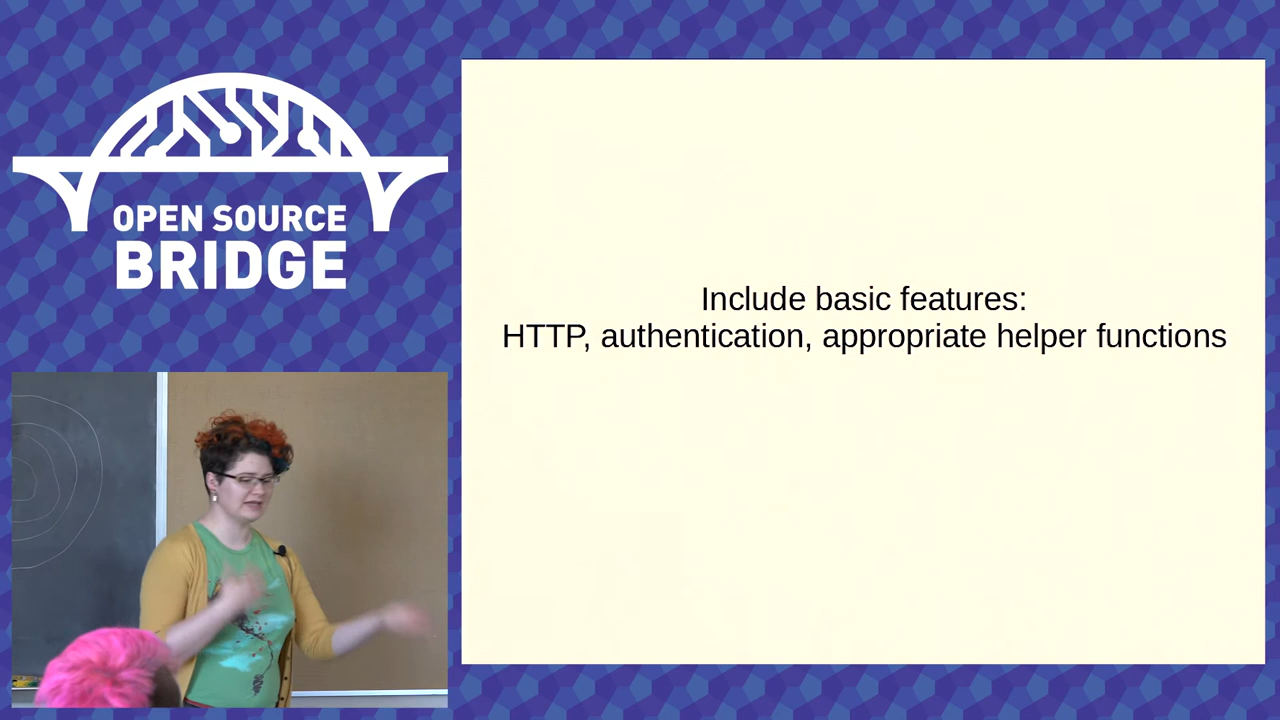 OPEN SOURCE
BRIDGE
Include basic features:
HTTP, authentication, appropriate helper functions